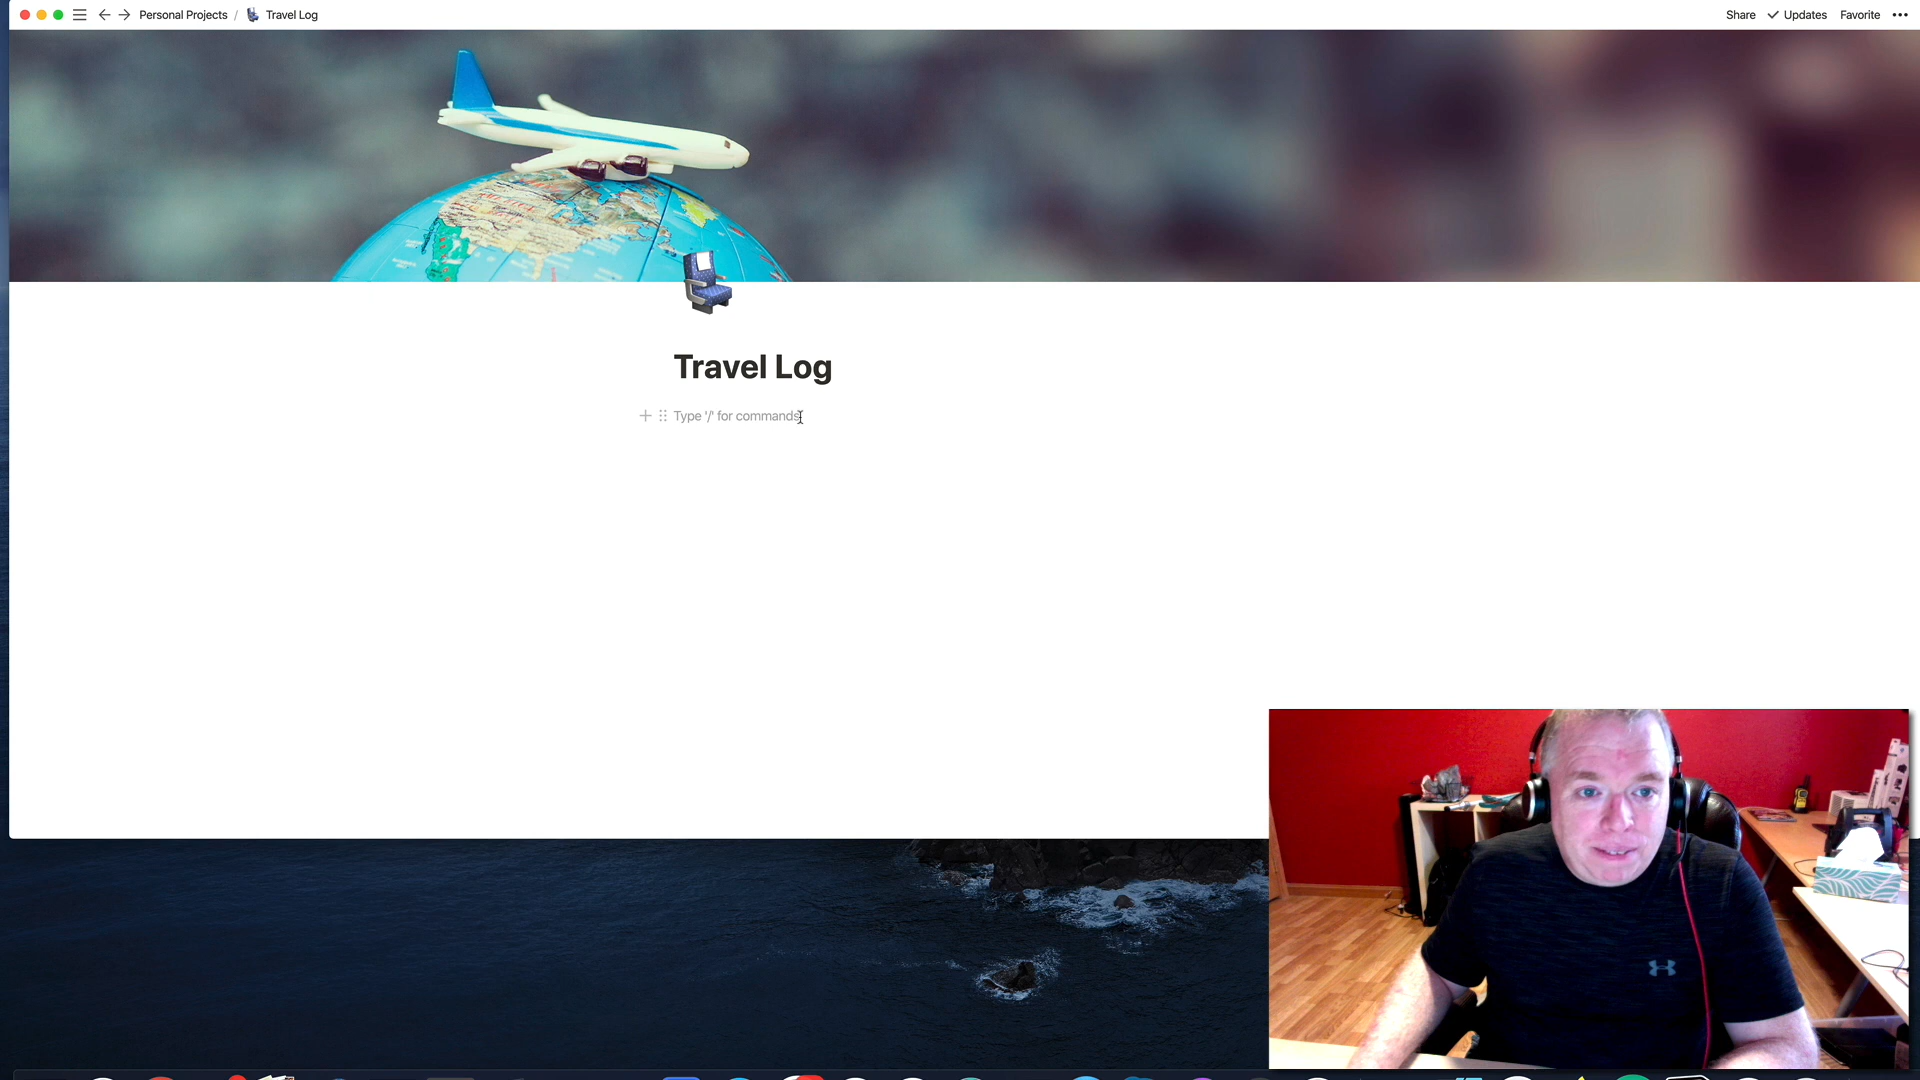 Personal Projects / Travel Log
Share Updates Favorite
Travel Log
Type '/' for commands